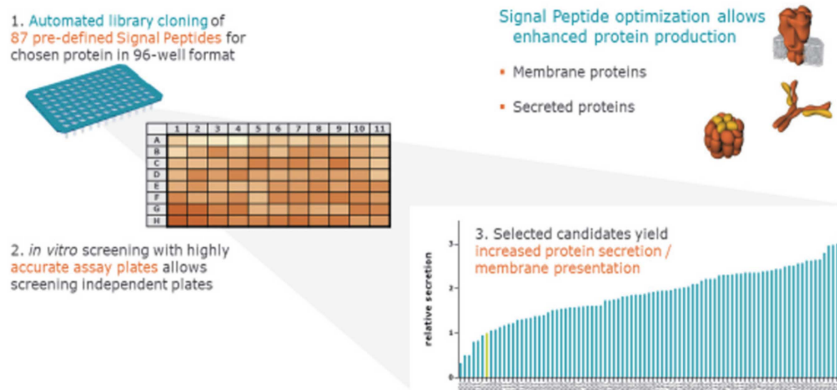 1. Automated library cloning of
87 pre-defined Signal Peptides for
chosen protein in 96-well format
Signal Peptide optimization allows
enhanced protein production
▪ Membrane proteins
▪ Secreted proteins
1 2 3 4 5 6 7 8 9 10 11
A
B
C
D
E
F
G
H
2. in vitro screening with highly
accurate assay plates allows
screening independent plates
3. Selected candidates yield
increased protein secretion /
membrane presentation
relative secretion
3
2
1
0